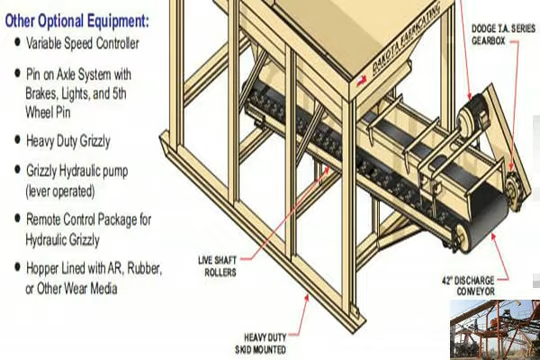 Other Optional Equipment:
• Variable Speed Controller
• Pin on Axle System with
Brakes, Lights, and 5th
Wheel Pin
• Heavy Duty Grizzly
• Grizzly Hydraulic pump
(lever operated)
• Remote Control Package for
Hydraulic Grizzly
• Hopper Lined with AR, Rubber,
or Other Wear Media
DAKOTA FABRICATING
DODGE T.A. SERIES
GEARBOX
LIVE SHAFT
ROLLERS
42" DISCHARGE
CONVEYOR
HEAVY DUTY
SKID MOUNTED